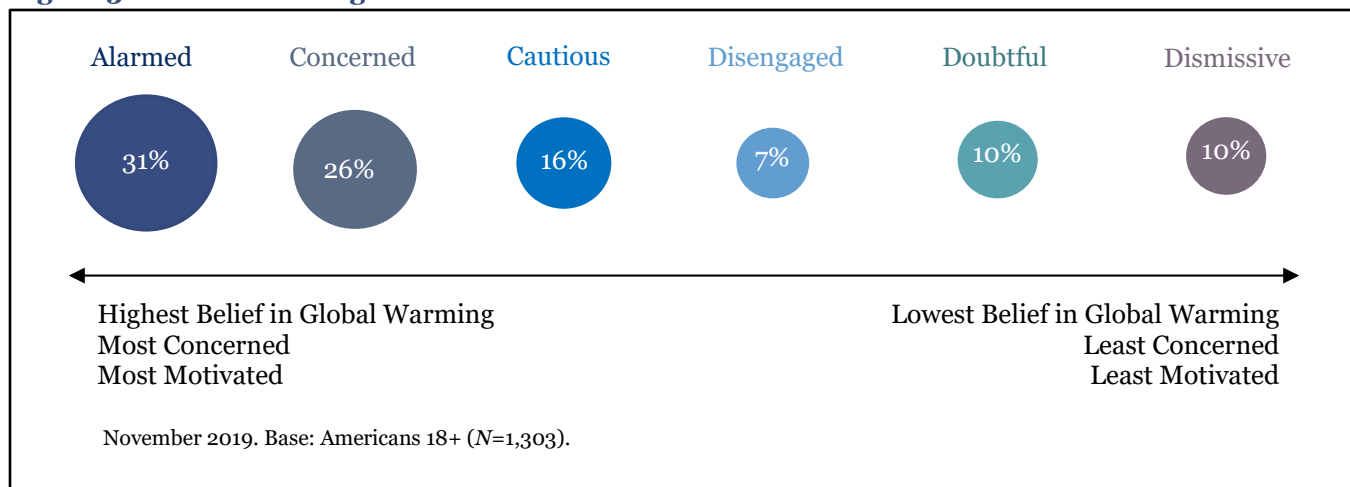 Alarmed Concerned Cautious Disengaged Doubtful Dismissive
31% 26% 16% 7% 10% 10%
Highest Belief in Global Warming Lowest Belief in Global Warming
Most Concerned Least Concerned
Most Motivated Least Motivated
November 2019. Base: Americans 18+ (N=1,303).